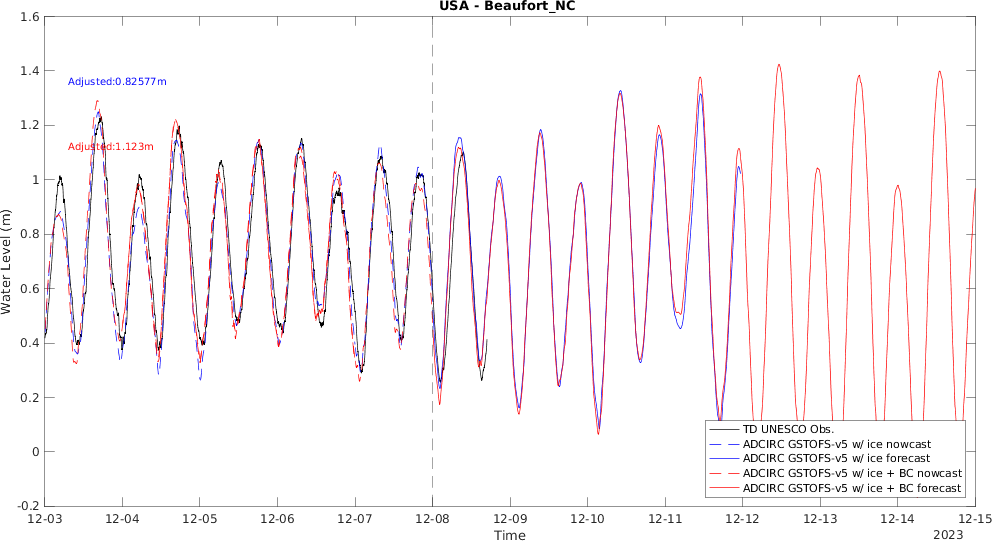 USA - Beaufort_NC
1.6
1.4
1.2
1
0.8
0.6
0.4
0.2
0
-0.2
Water Level (m)
Adjusted:0.82577m
Adjusted:1.123m
TD UNESCO Obs.
ADCIRC GSTOFS-v5 w/ ice nowcast
ADCIRC GSTOFS-v5 w/ ice forecast
ADCIRC GSTOFS-v5 w/ ice + BC nowcast
ADCIRC GSTOFS-v5 w/ ice + BC forecast
12-03 12-04 12-05 12-06 12-07 12-08 12-09 12-10 12-11 12-12 12-13 12-14 12-15
Time
2023